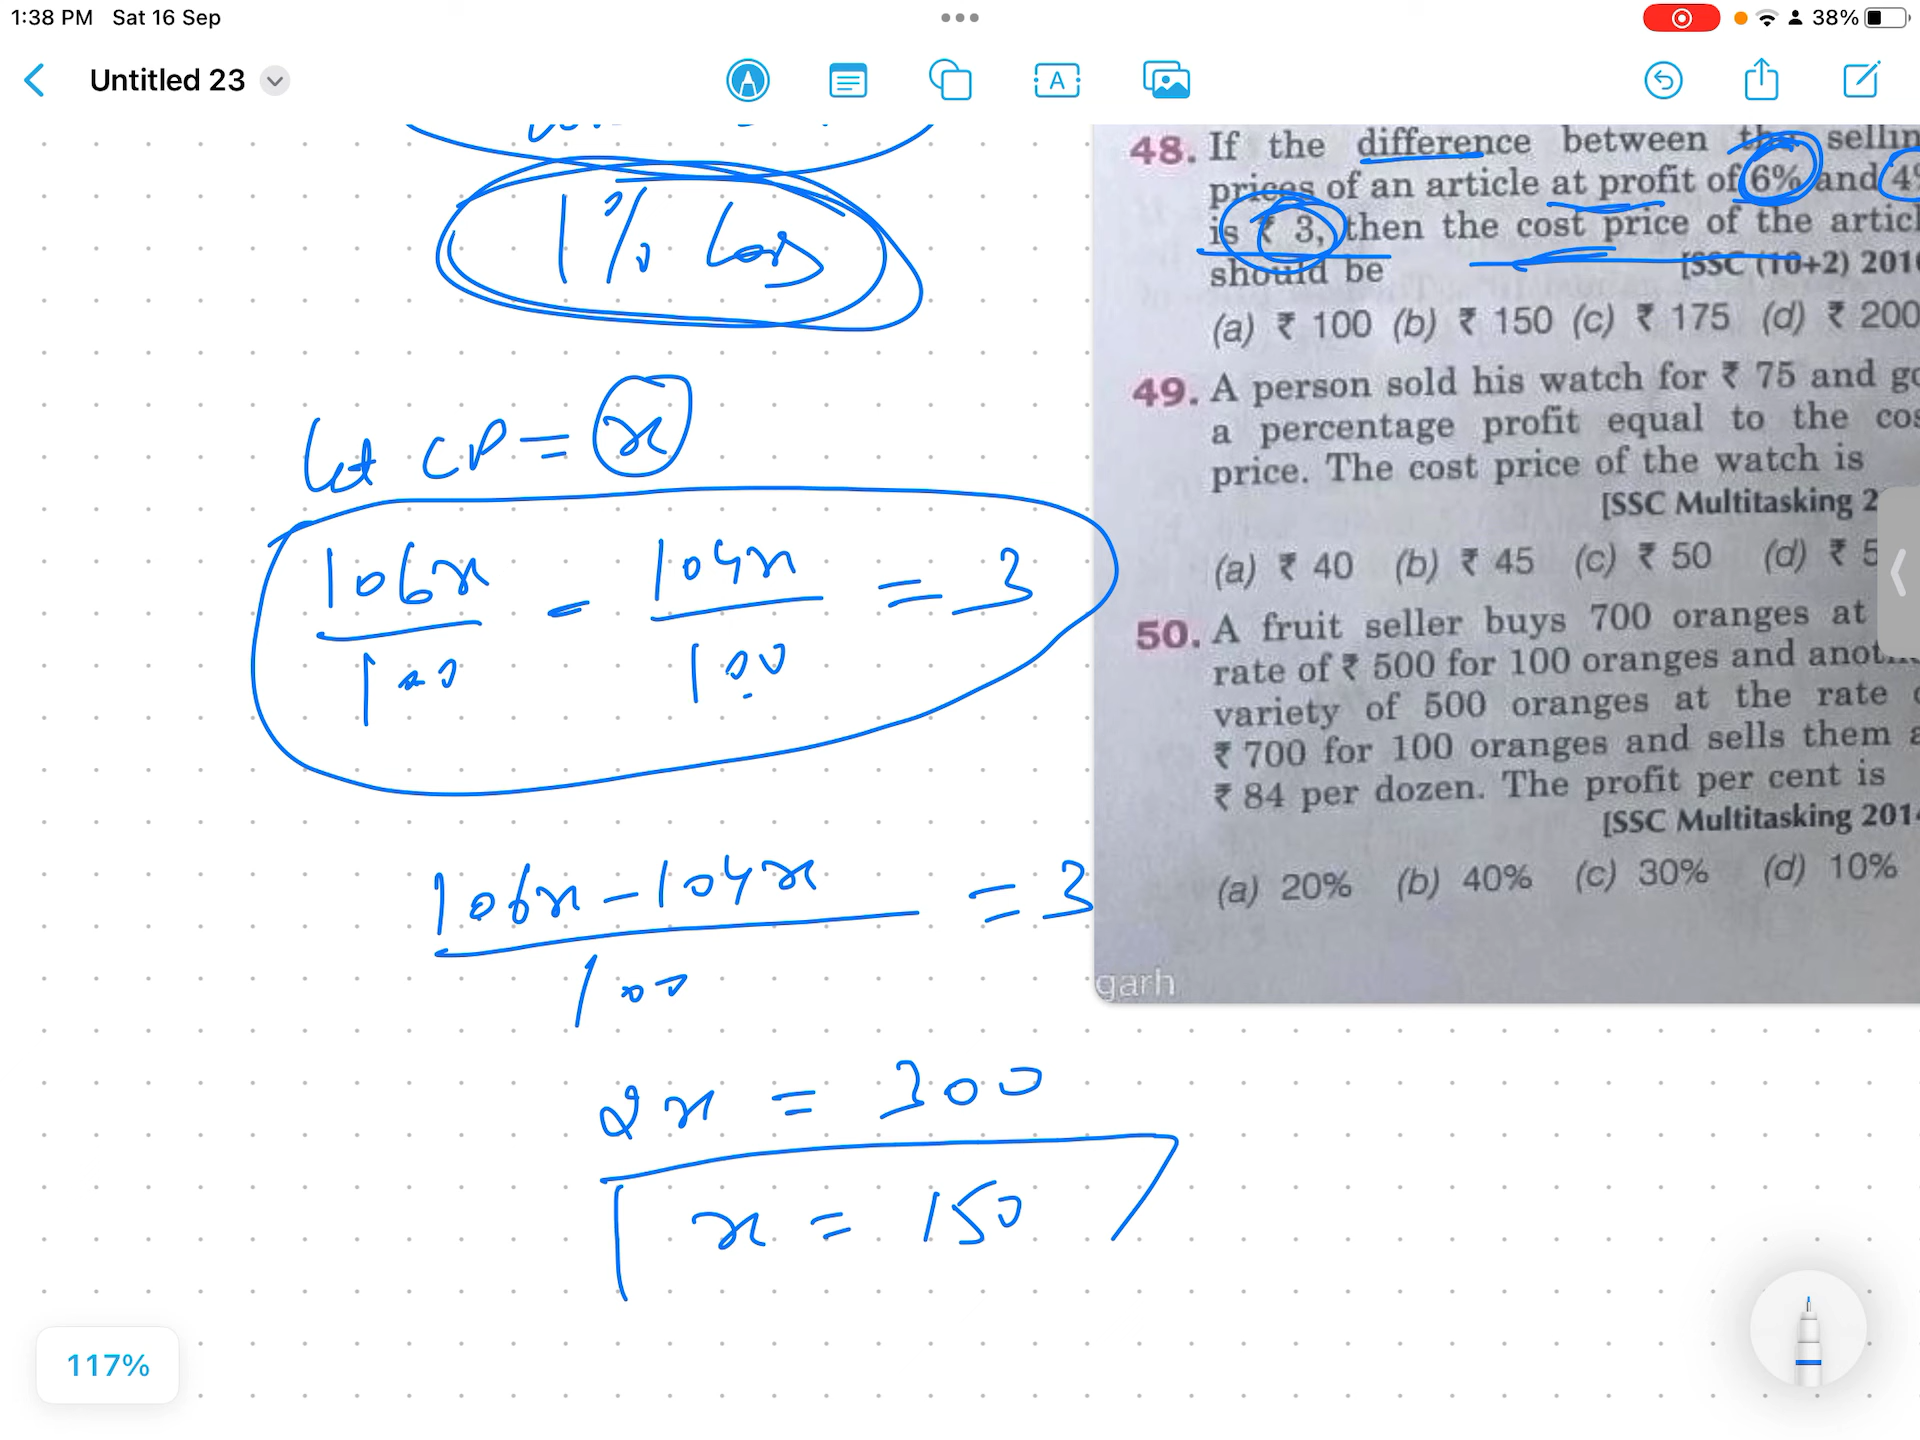 1:38 PM Sat 16 Sep
38%
Untitled 23
A
1% Loss
Let CP = x
106x/100 - 104x/100 = 3
106x - 104x/100 = 3
2x = 300
x = 150
117%
48. If the difference between the sellin
prices of an article at profit of 6% and 4%
is ₹ 3, then the cost price of the articl
should be [SSC (10+2) 201
(a) ₹ 100 (b) ₹ 150 (c) ₹ 175 (d) ₹ 200
49. A person sold his watch for ₹ 75 and go
a percentage profit equal to the cos
price. The cost price of the watch is
[SSC Multitasking 2
(a) ₹ 40 (b) ₹ 45 (c) ₹ 50 (d) ₹ 5
50. A fruit seller buys 700 oranges at
rate of ₹ 500 for 100 oranges and anot
variety of 500 oranges at the rate
₹ 700 for 100 oranges and sells them a
₹ 84 per dozen. The profit per cent is
[SSC Multitasking 201
(a) 20% (b) 40% (c) 30% (d) 10%
garh